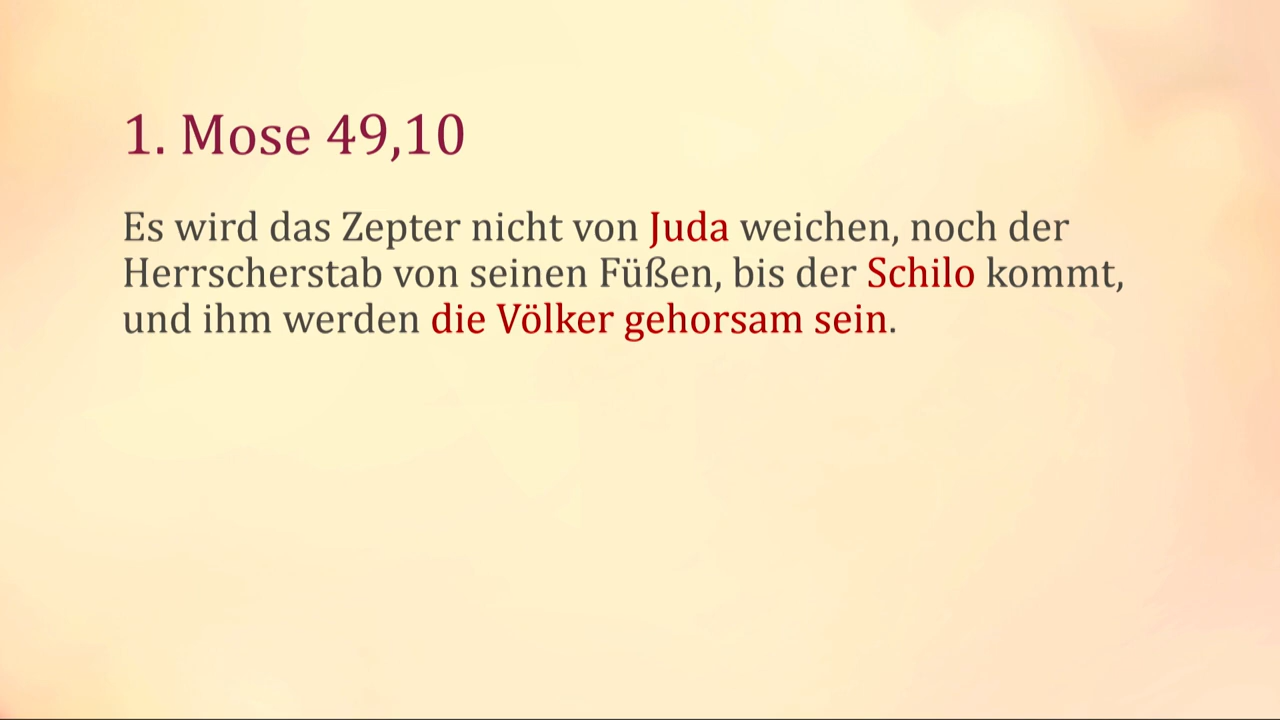 1. Mose 49,10
Es wird das Zepter nicht von Juda weichen, noch der
Herrscherstab von seinen Füßen, bis der Schilo kommt,
und ihm werden die Völker gehorsam sein.